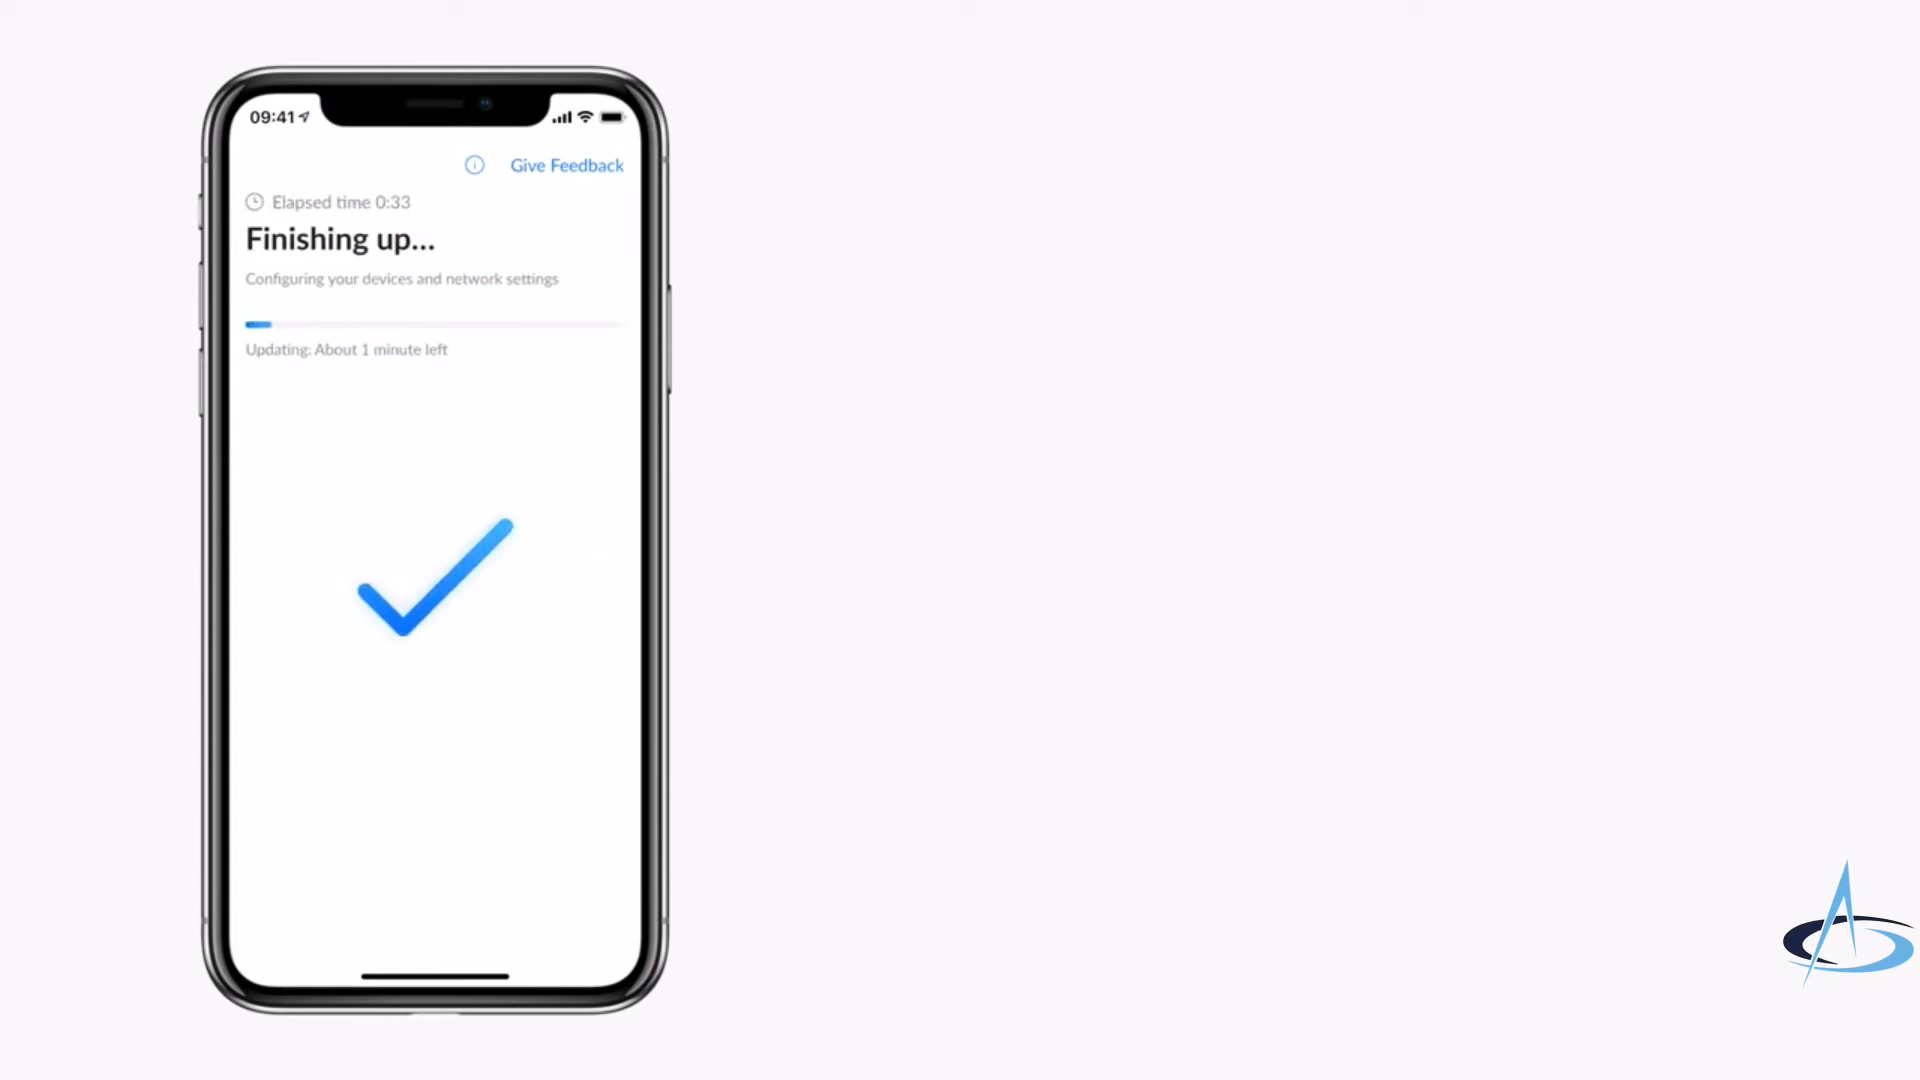 09:41
Give Feedback
Elapsed time 0:33
Finishing up...
Configuring your devices and network settings
Updating: About 1 minute left